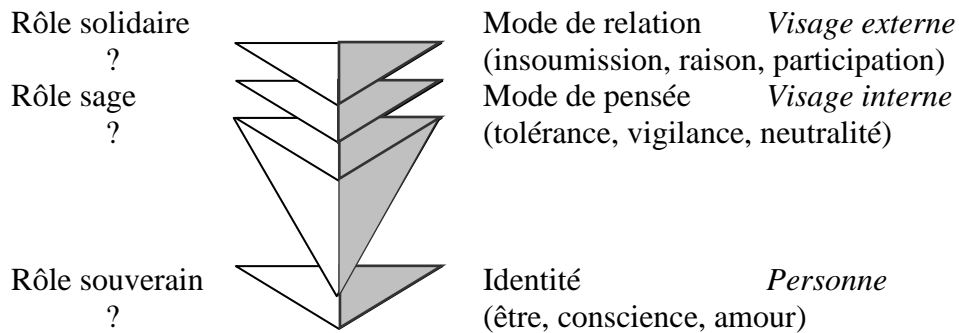 Rôle solidaire Mode de relation Visage externe
? (insoumission, raison, participation)
Rôle sage Mode de pensée Visage interne
? (tolérance, vigilance, neutralité)
Rôle souverain Identité Personne
? (être, conscience, amour)